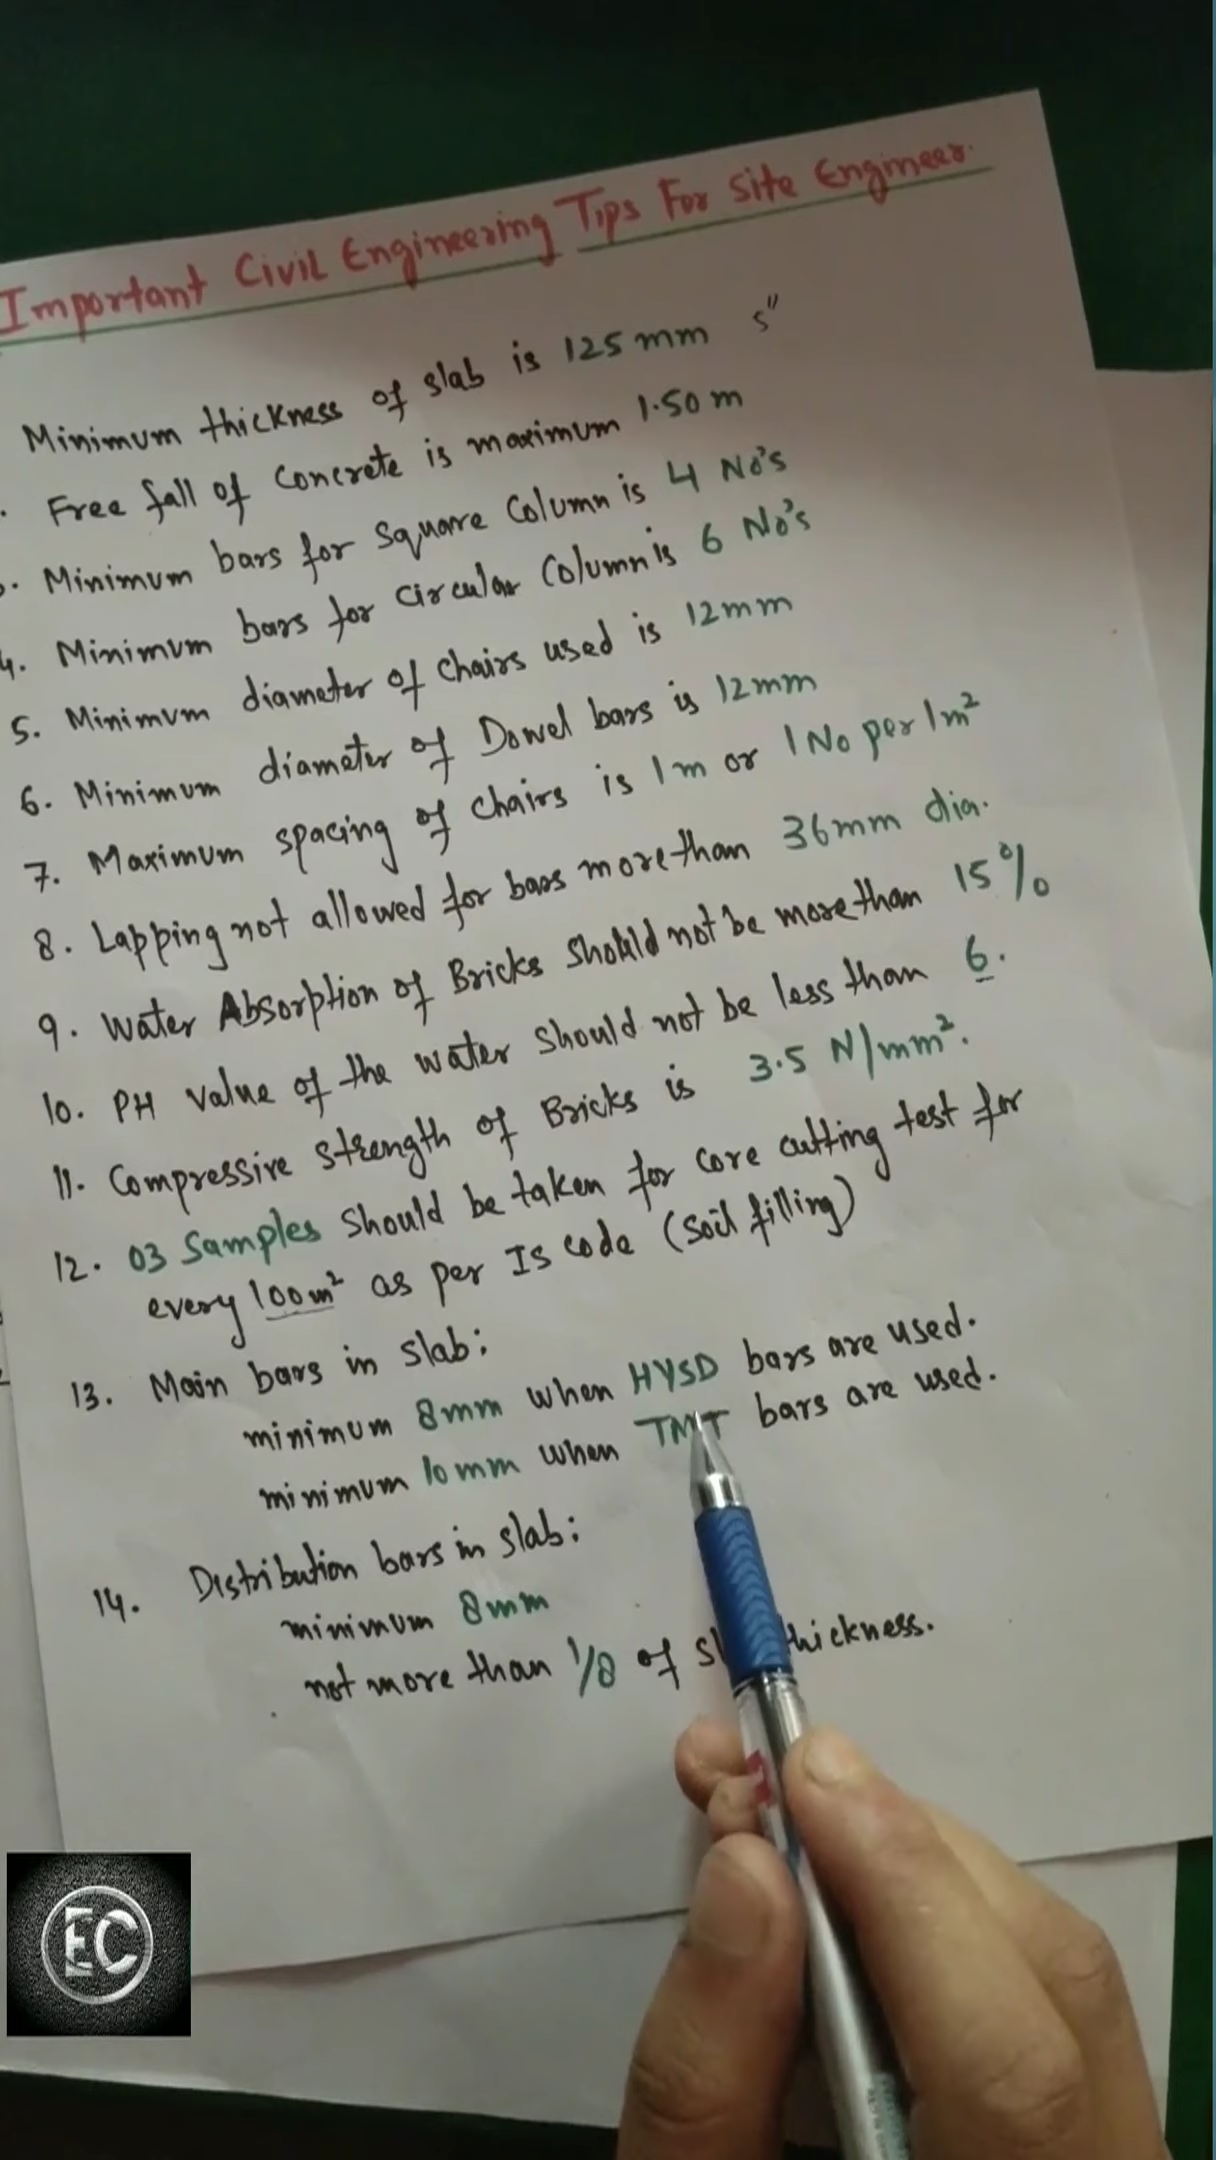 Important Civil Engineering Tips For Site Engineer.
Minimum thickness of slab is 125 mm 5"
. Free fall of Concrete is maximum 1.50 m
. Minimum bars for Square Column is 4 No's
4. Minimum bars for circular Column is 6 No's
5. Minimum diameter of chairs used is 12mm
6. Minimum diameter of Dowel bars is 12mm
7. Maximum spacing of chairs is 1m or 1 No per 1m²
8. Lapping not allowed for bars more than 36mm dia.
9. Water Absorption of Bricks should not be more than 15%
10. PH value of the water should not be less than 6.
11. Compressive strength of Bricks is 3.5 N/mm².
12. 03 Samples should be taken for core cutting test for
every 100m² as per Is code (soil filling)
13. Main bars in slab:
minimum 8mm when HYSD bars are used.
minimum 10mm when TMT bars are used.
14. Distribution bars in slab:
minimum 8mm
not more than 1/8 of thickness.
EC